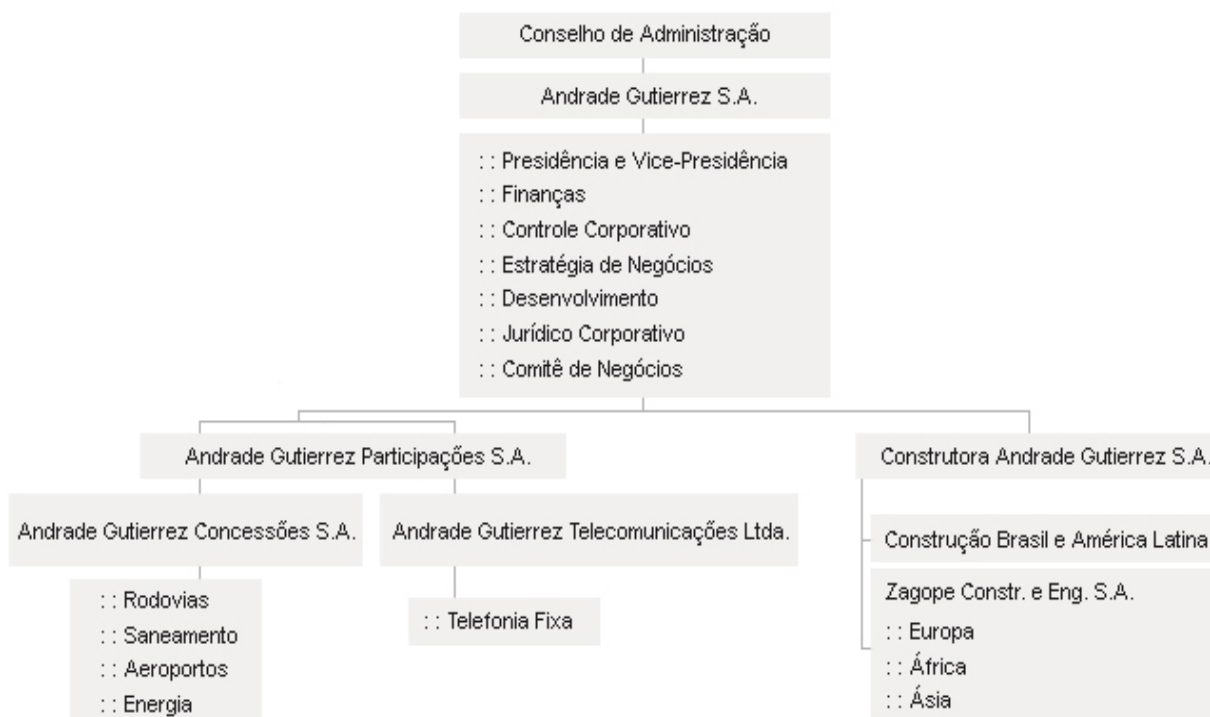 Conselho de Administração
Andrade Gutierrez S.A.
: : Presidência e Vice-Presidência
: : Finanças
: : Controle Corporativo
: : Estratégia de Negócios
: : Desenvolvimento
: : Jurídico Corporativo
: : Comitê de Negócios
Andrade Gutierrez Participações S.A.
Andrade Gutierrez Concessões S.A.
: : Rodovias
: : Saneamento
: : Aeroportos
: : Energia
Andrade Gutierrez Telecomunicações Ltda.
: : Telefonia Fixa
Construtora Andrade Gutierrez S.A.
Construção Brasil e América Latina
Zagope Constr. e Eng. S.A.
: : Europa
: : África
: : Ásia